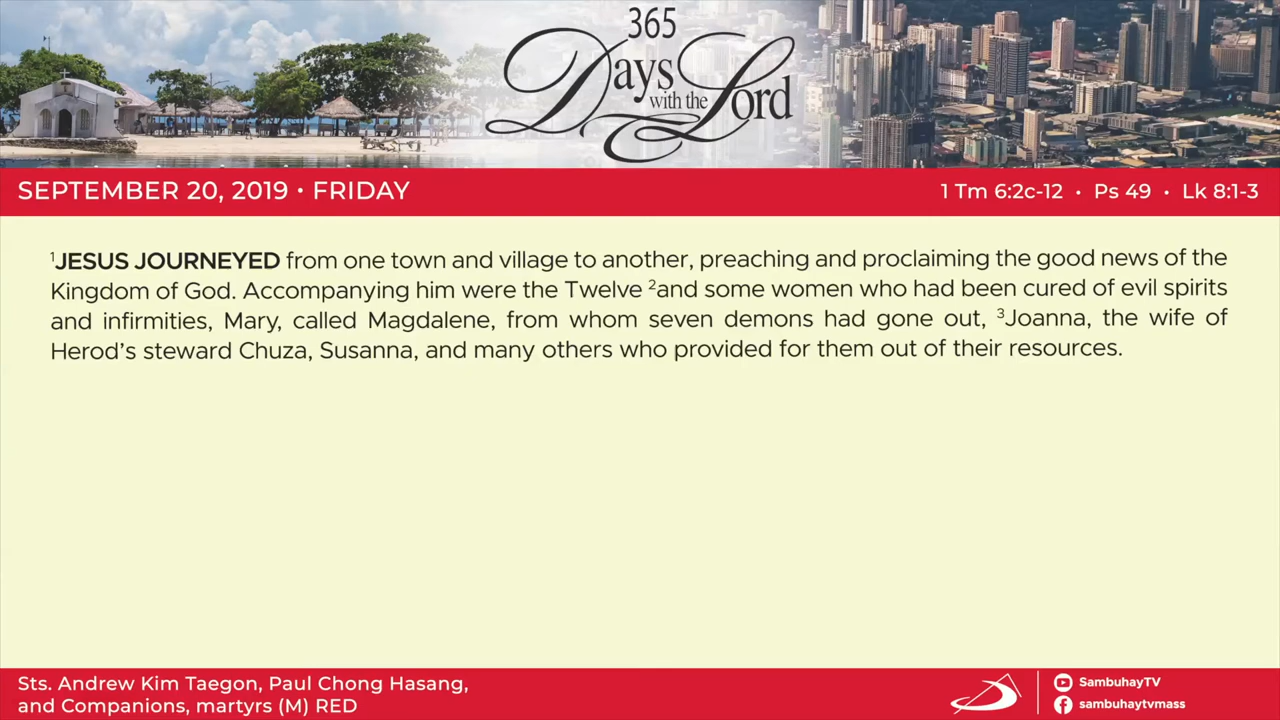 365
Days
with the
Lord
SEPTEMBER 20, 2019 • FRIDAY
1 Tm 6:2c-12 • Ps 49 • Lk 8:1-3
¹JESUS JOURNEYED from one town and village to another, preaching and proclaiming the good news of the
Kingdom of God. Accompanying him were the Twelve ²and some women who had been cured of evil spirits
and infirmities, Mary, called Magdalene, from whom seven demons had gone out, ³Joanna, the wife of
Herod's steward Chuza, Susanna, and many others who provided for them out of their resources.
Sts. Andrew Kim Taegon, Paul Chong Hasang,
and Companions, martyrs (M) RED
SambuhayTV
sambuhaytvmass